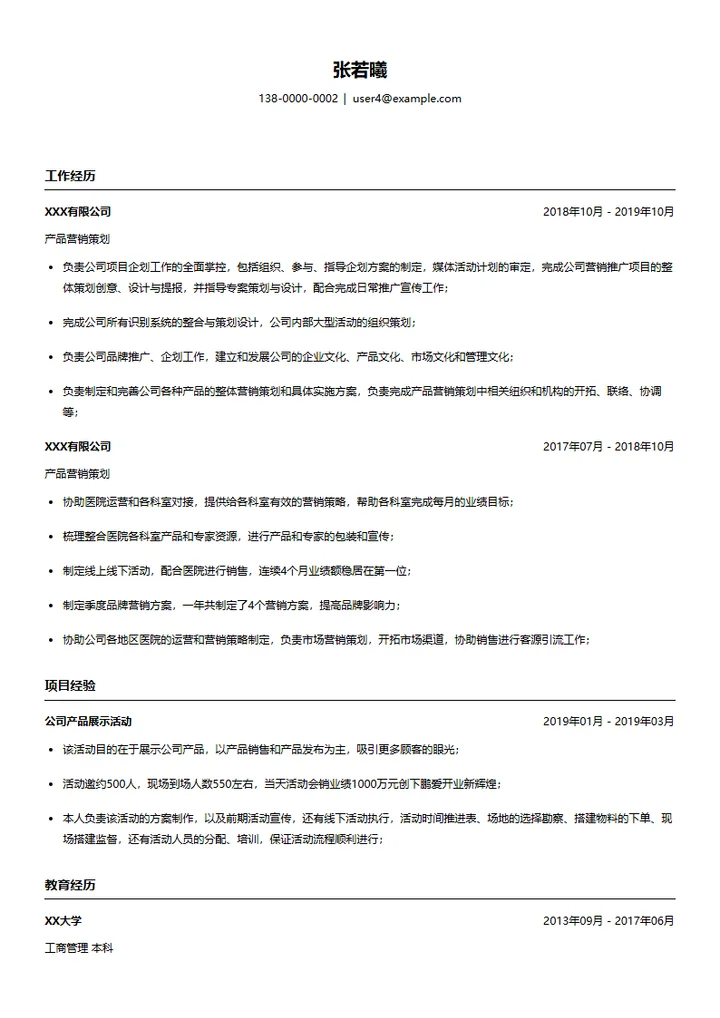 张若曦
138-0000-0002 | user4@example.com
工作经历
XXX有限公司 2018年10月 - 2019年10月
产品营销策划
• 负责公司项目企划工作的全面掌控，包括组织、参与、指导企划方案的制定，媒体活动计划的审定，完成公司营销推广项目的整
体策划创意、设计与提报，并指导专案策划与设计，配合完成日常推广宣传工作；
• 完成公司所有识别系统的整合与策划设计，公司内部大型活动的组织策划；
• 负责公司品牌推广、企划工作，建立和发展公司的企业文化、产品文化、市场文化和管理文化；
• 负责制定和完善公司各种产品的整体营销策划和具体实施方案，负责完成产品营销策划中相关组织和机构的开拓、联络、协调
等；
XXX有限公司 2017年07月 - 2018年10月
产品营销策划
• 协助医院运营和各科室对接，提供给各科室有效的营销策略，帮助各科室完成每月的业绩目标；
• 梳理整合医院各科室产品和专家资源，进行产品和专家的包装和宣传；
• 制定线上线下活动，配合医院进行销售，连续4个月业绩额稳居在第一位；
• 制定季度品牌营销方案，一年共制定了4个营销方案，提高品牌影响力；
• 协助公司各地区医院的运营和营销策略制定，负责市场营销策划，开拓市场渠道，协助销售进行客源引流工作；
项目经验
公司产品展示活动 2019年01月 - 2019年03月
• 该活动目的在于展示公司产品，以产品销售和产品发布为主，吸引更多顾客的眼光；
• 活动邀约500人，现场到场人数550左右，当天活动会销业绩1000万元创下鹏爱开业新辉煌；
• 本人负责该活动的方案制作，以及前期活动宣传，还有线下活动执行，活动时间推进表、场地的选择勘察、搭建物料的下单、现
场搭建监督，还有活动人员的分配、培训，保证活动流程顺利进行；
教育经历
XX大学 2013年09月 - 2017年06月
工商管理 本科